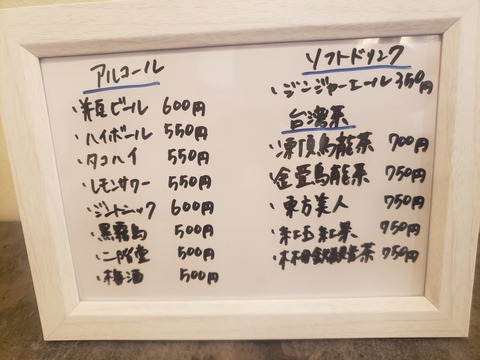 アルコール
・瓶ビール 600円
・ハイボール 550円
・タコハイ 550円
・レモンサワー 550円
・ジントニック 600円
・黒霧島 500円
・二階堂 500円
・梅酒 500円
ソフトドリンク
・ジンジャーエール 350円
台湾茶
・凍頂烏龍茶 700円
・金萱烏龍茶 750円
・東方美人 750円
・紅玉紅茶 750円
・木柵鉄観音茶 750円